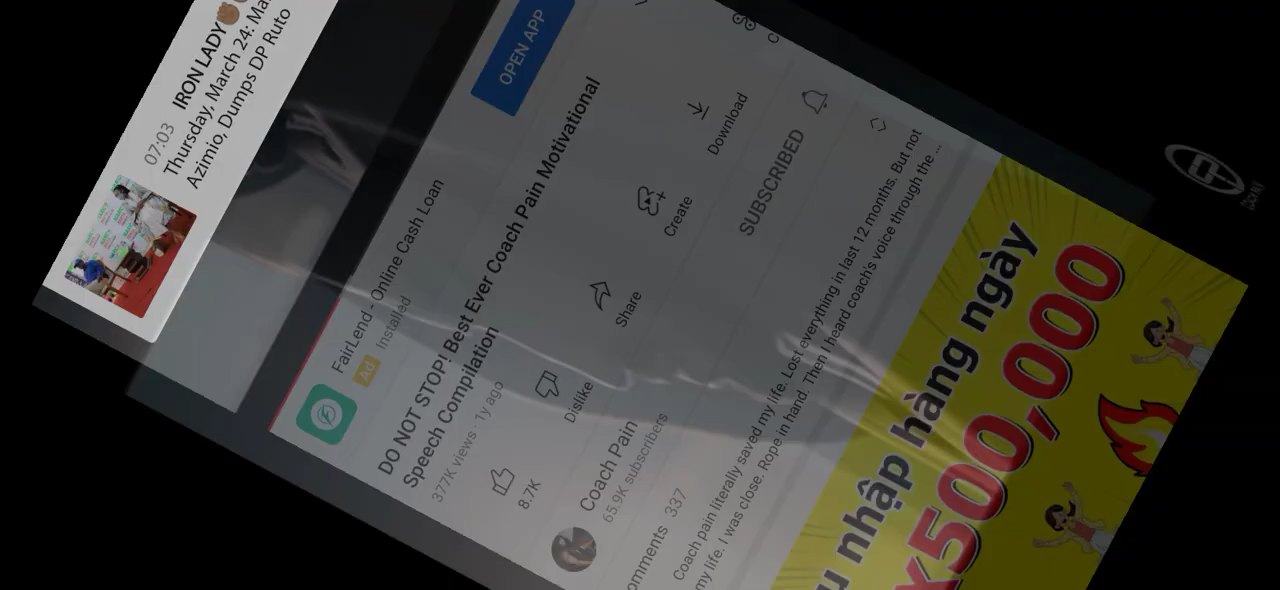 07:03 IRON LADY
Thursday, March 24: Ma
Azimio, Dumps DP Ruto
OPEN APP
FairLend - Online Cash Loan
Ad Installed
DO NOT STOP! Best Ever Coach Pain Motivational
Speech Compilation
377K views · 1y ago
8.7K
Dislike
Share
Create
Download
Coach Pain
65.9K subscribers
SUBSCRIBED
omments 337
Coach pain literally saved my life. Lost everything in last 12 months. But not
my life. I was close. Rope in hand. Then I heard coach's voice through the ...
u nhập hàng ngày
x500,000